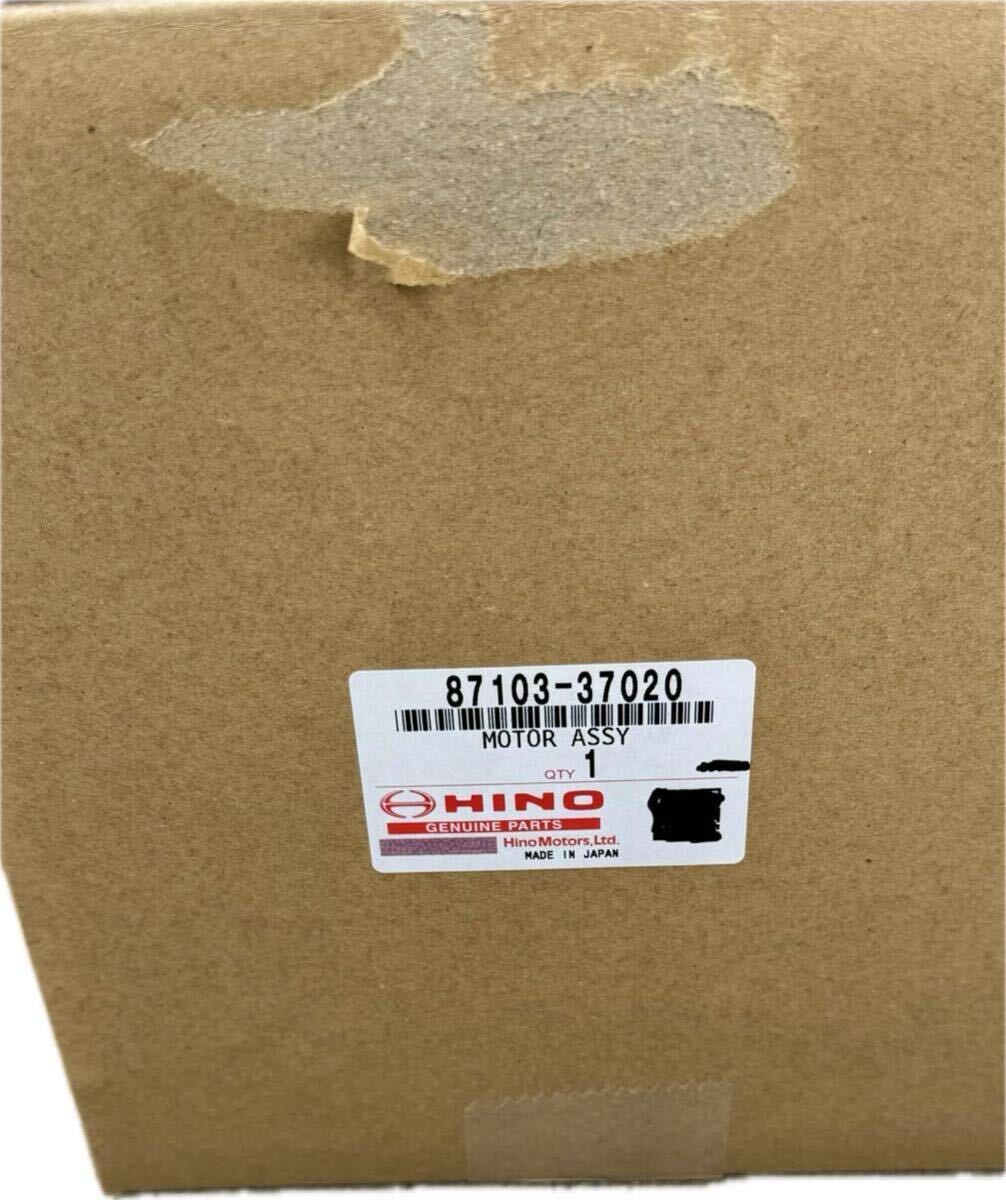 87103-37020
MOTOR ASSY
QTY 1
HINO
GENUINE PARTS
Hino Motors, Ltd.
MADE IN JAPAN